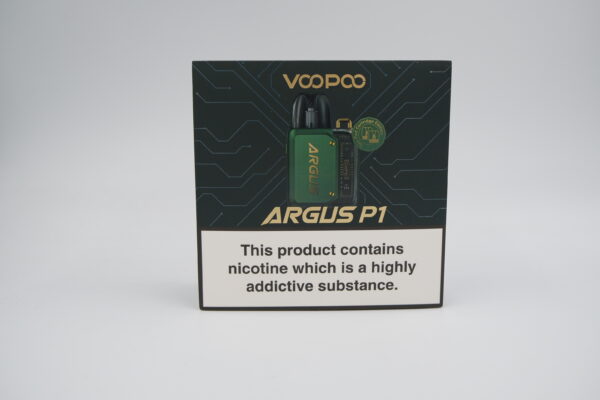 VOOPOO
ARGUS
ARGUS P1
This product contains
nicotine which is a highly
addictive substance.